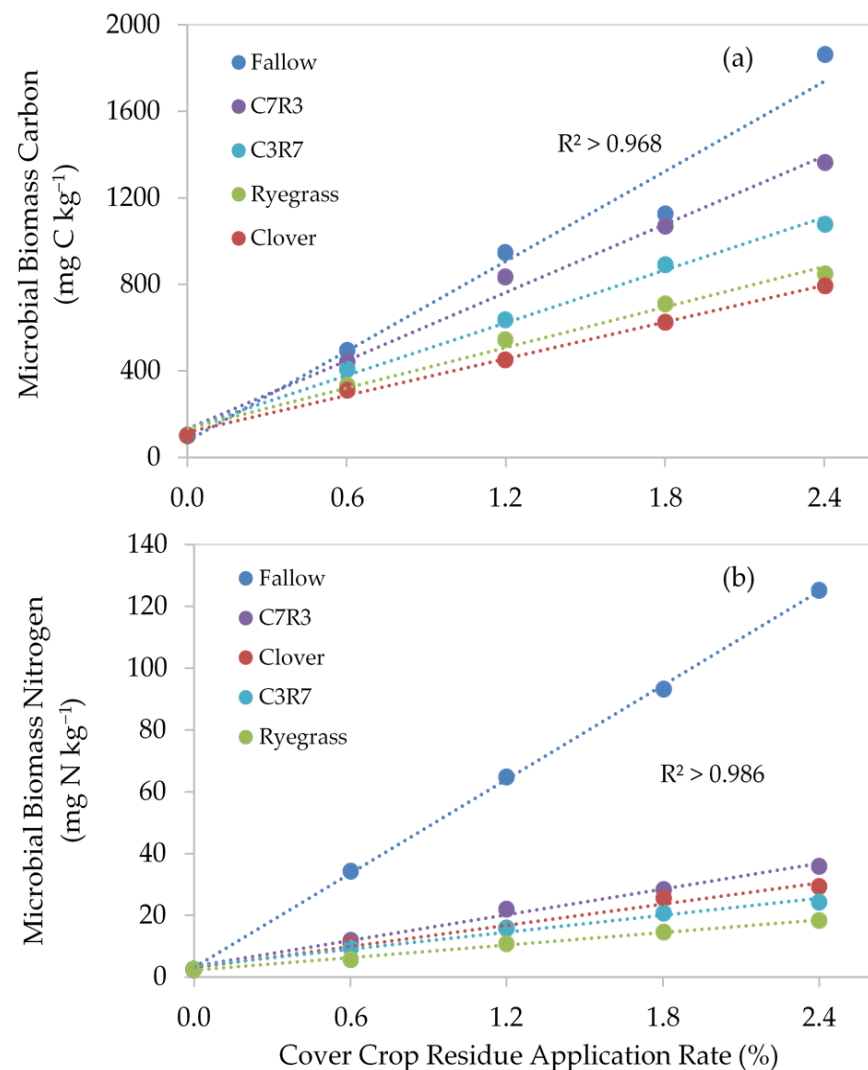 2000
1600
1200
800
400
0
Microbial Biomass Carbon
(mg C kg⁻¹)
Fallow
C7R3
C3R7
Ryegrass
Clover
(a)
R² > 0.968
0.0 0.6 1.2 1.8 2.4
140
120
100
80
60
40
20
0
Microbial Biomass Nitrogen
(mg N kg⁻¹)
Fallow
C7R3
Clover
C3R7
Ryegrass
(b)
R² > 0.986
0.0 0.6 1.2 1.8 2.4
Cover Crop Residue Application Rate (%)